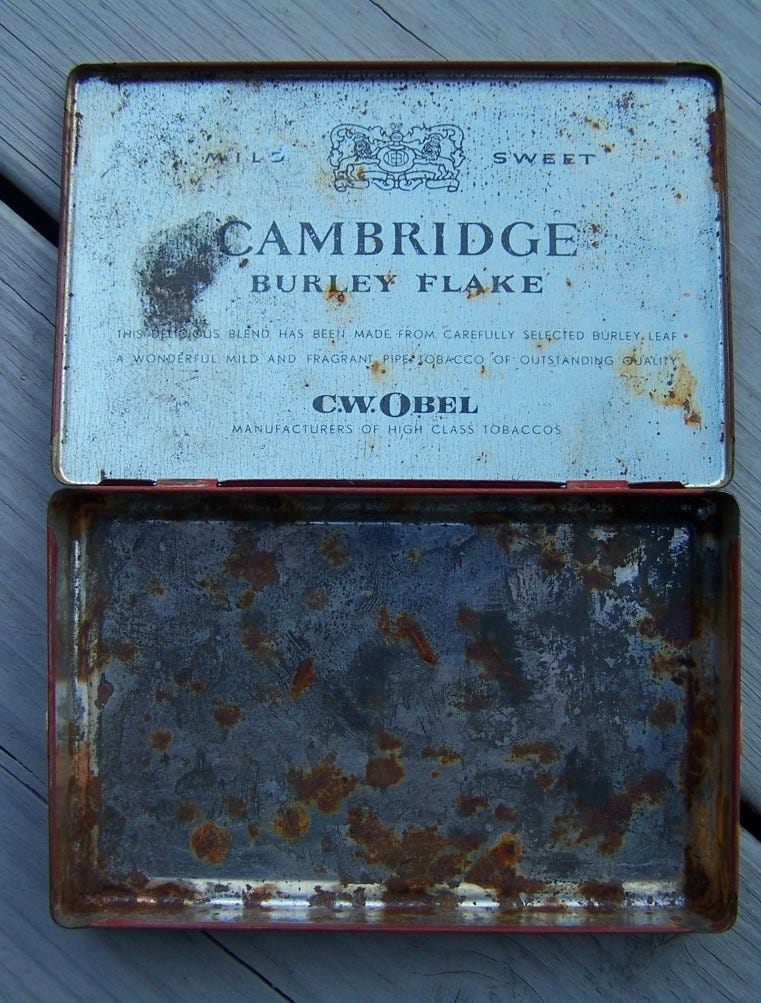 MILD SWEET
CAMBRIDGE
BURLEY FLAKE
THIS DELICIOUS BLEND HAS BEEN MADE FROM CAREFULLY SELECTED BURLEY LEAF
A WONDERFUL MILD AND FRAGRANT PIPE TOBACCO OF OUTSTANDING QUALITY
C.W. OBEL
MANUFACTURERS OF HIGH CLASS TOBACCOS